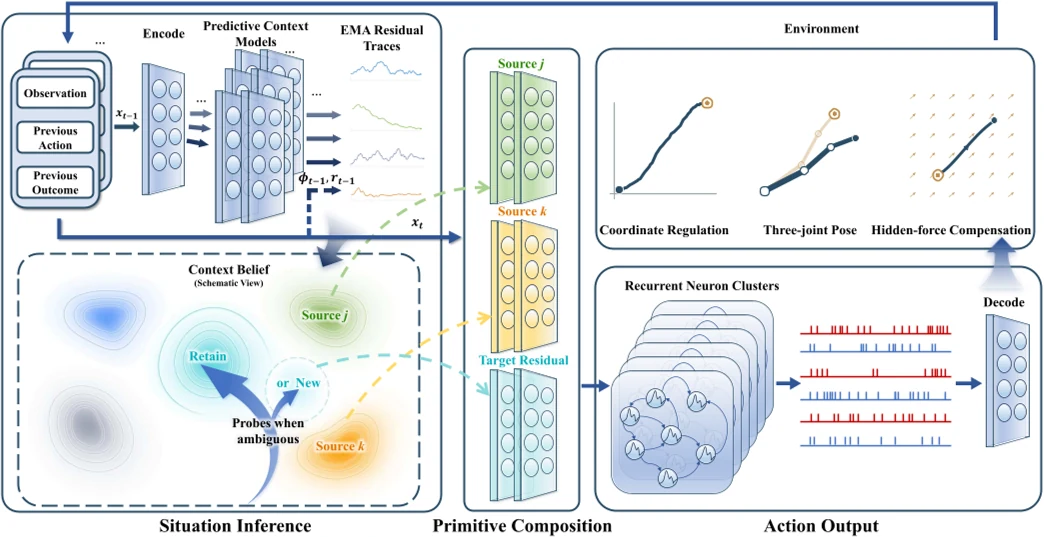 ...
Encode
Predictive Context
Models
...
EMA Residual
Traces
Observation
Previous
Action
Previous
Outcome
x_{t-1}
...
...
ϕ_{t-1}, r_{t-1}
x_t
Context Belief
(Schematic View)
Source j
Retain
or New
Probes when
ambiguous
Source k
Situation Inference
Source j
Source k
Target Residual
Primitive Composition
Environment
Coordinate Regulation
Three-joint Pose
Hidden-force Compensation
Recurrent Neuron Clusters
Decode
Action Output